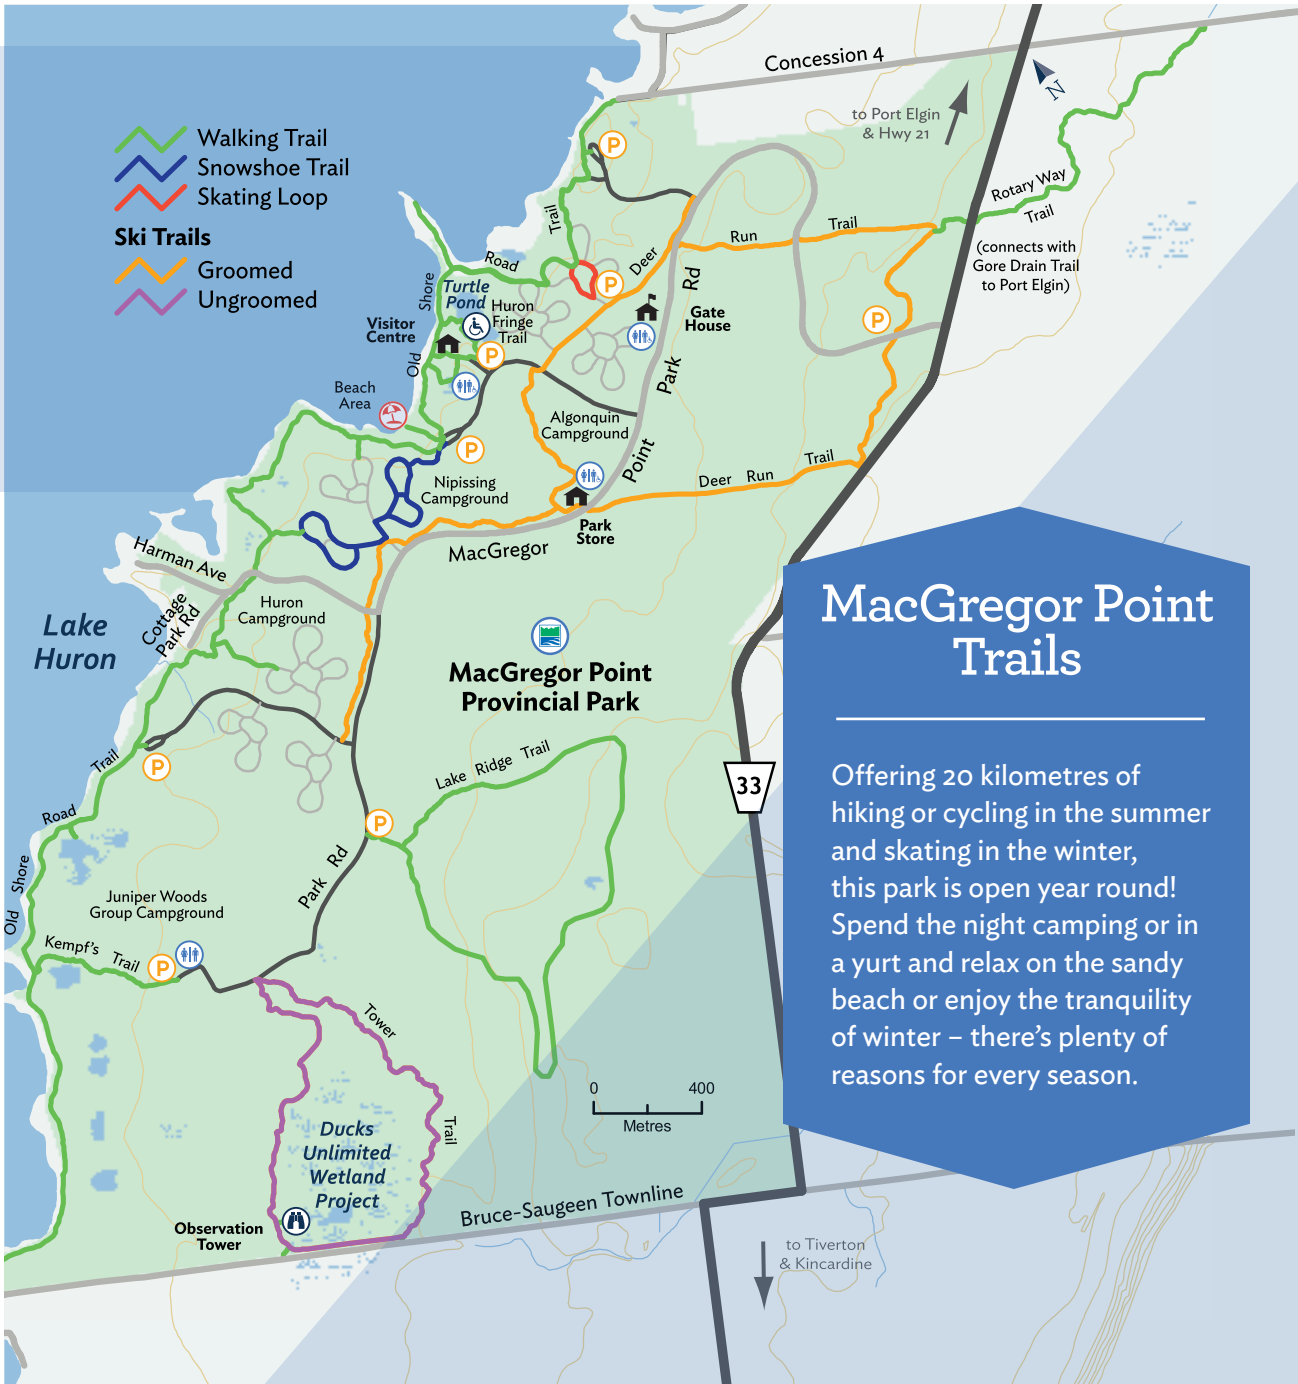 Concession 4
to Port Elgin
& Hwy 21
N
Walking Trail
Snowshoe Trail
Skating Loop
Ski Trails
Groomed
Ungroomed
P
Rotary Way
Trail
(connects with
Gore Drain Trail
to Port Elgin)
Trail
Road
Shore
Old
Deer
Run
Trail
P
Rd
Park
Point
MacGregor
Turtle
Pond
Huron
Fringe
Trail
Visitor
Centre
P
Gate
House
P
Beach
Area
Algonquin
Campground
P
Nipissing
Campground
Deer Run Trail
Park
Store
Harman Ave
Cottage
Park Rd
Huron
Campground
Lake
Huron
MacGregor Point
Provincial Park
MacGregor Point
Trails
Offering 20 kilometres of
hiking or cycling in the summer
and skating in the winter,
this park is open year round!
Spend the night camping or in
a yurt and relax on the sandy
beach or enjoy the tranquility
of winter – there's plenty of
reasons for every season.
Trail
Road
Shore
Old
P
Lake Ridge Trail
33
P
Park Rd
Juniper Woods
Group Campground
Kempf's Trail
P
Tower
Trail
0 400
Metres
Ducks
Unlimited
Wetland
Project
Observation
Tower
Bruce-Saugeen Townline
to Tiverton
& Kincardine